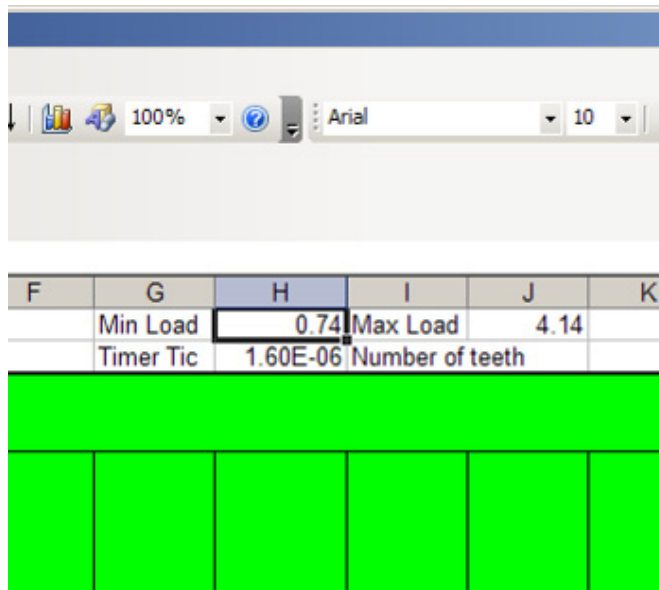 100% Arial 10
F G H I J K
Min Load 0.74 Max Load 4.14
Timer Tic 1.60E-06 Number of teeth